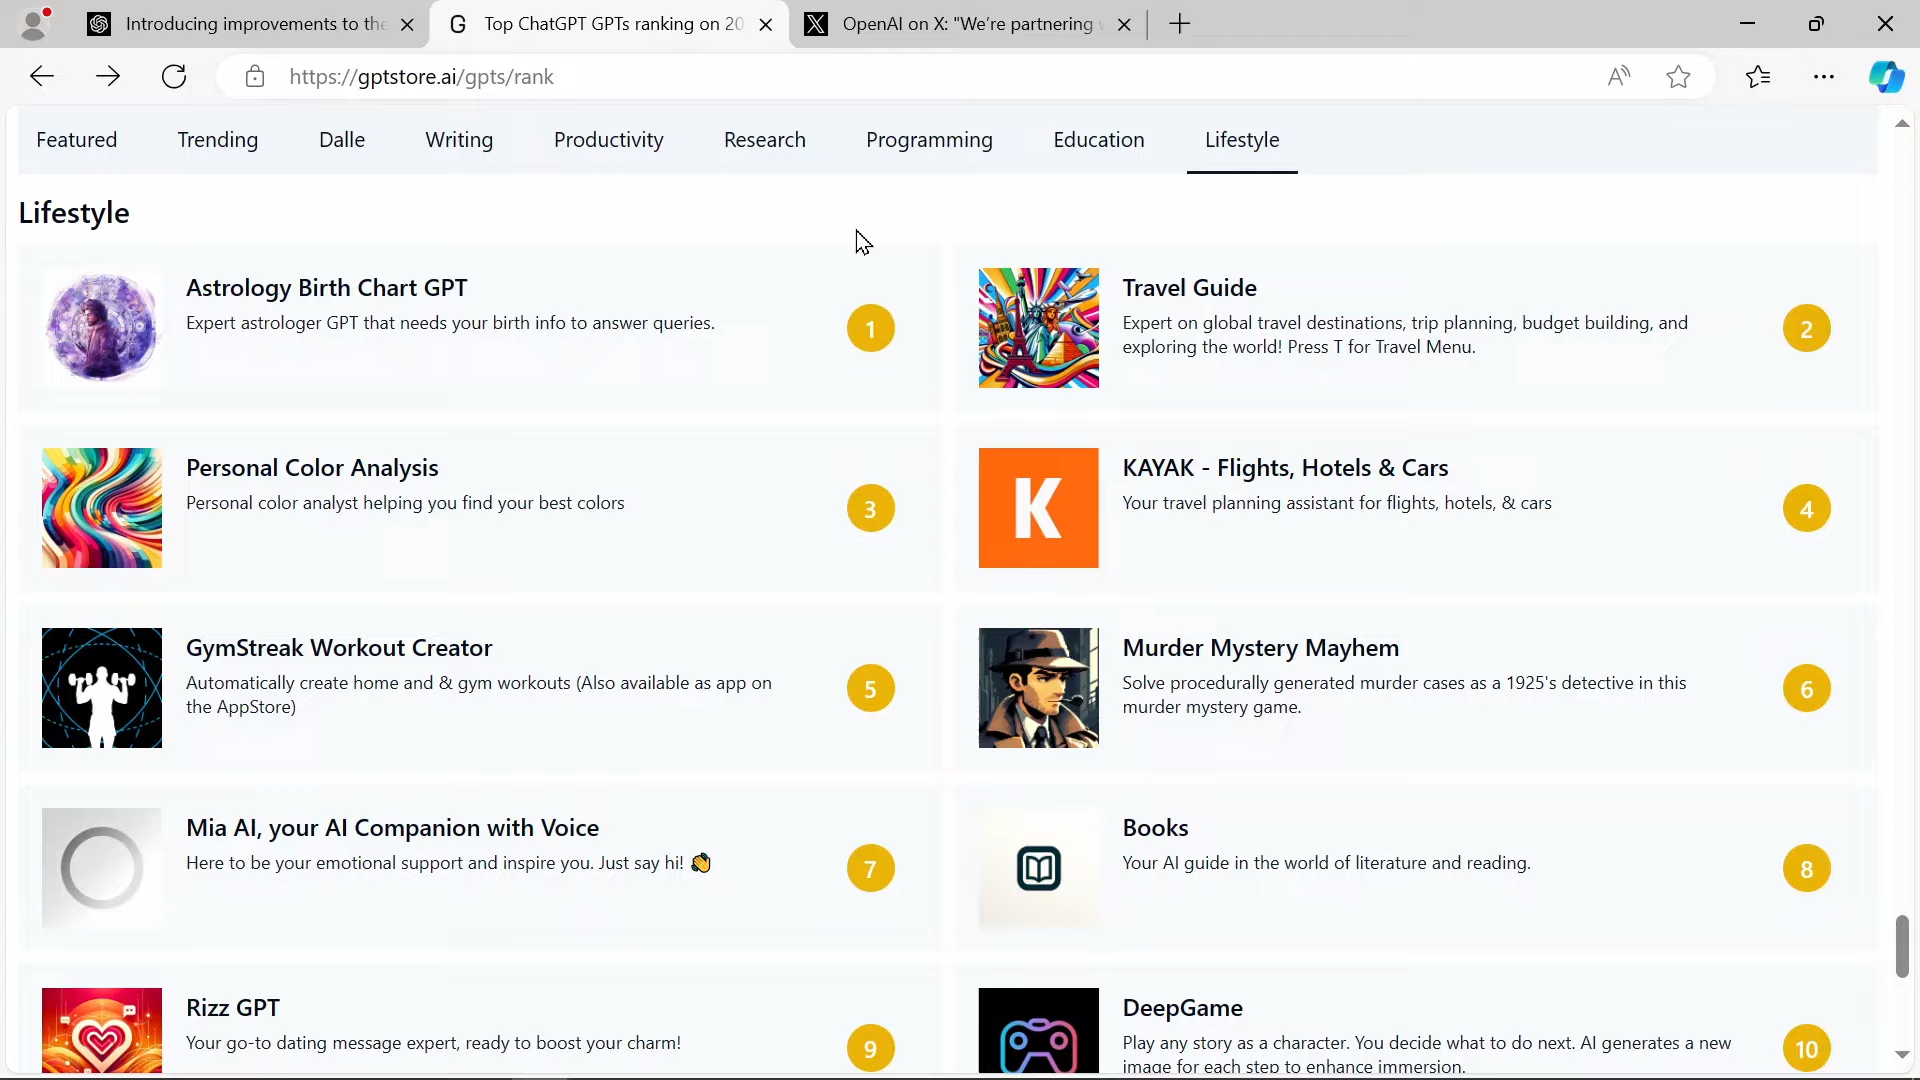 Introducing improvements to the
Top ChatGPT GPTs ranking on 20
OpenAI on X: "We're partnering
https://gptstore.ai/gpts/rank
Featured
Trending
Dalle
Writing
Productivity
Research
Programming
Education
Lifestyle
Lifestyle
Astrology Birth Chart GPT
Expert astrologer GPT that needs your birth info to answer queries.
1
Travel Guide
Expert on global travel destinations, trip planning, budget building, and
exploring the world! Press T for Travel Menu.
2
Personal Color Analysis
Personal color analyst helping you find your best colors
3
K
KAYAK - Flights, Hotels & Cars
Your travel planning assistant for flights, hotels, & cars
4
GymStreak Workout Creator
Automatically create home and & gym workouts (Also available as app on
the AppStore)
5
Murder Mystery Mayhem
Solve procedurally generated murder cases as a 1925's detective in this
murder mystery game.
6
Mia AI, your AI Companion with Voice
Here to be your emotional support and inspire you. Just say hi! 👋
7
Books
Your AI guide in the world of literature and reading.
8
Rizz GPT
Your go-to dating message expert, ready to boost your charm!
9
DeepGame
Play any story as a character. You decide what to do next. AI generates a new
image for each step to enhance immersion.
10